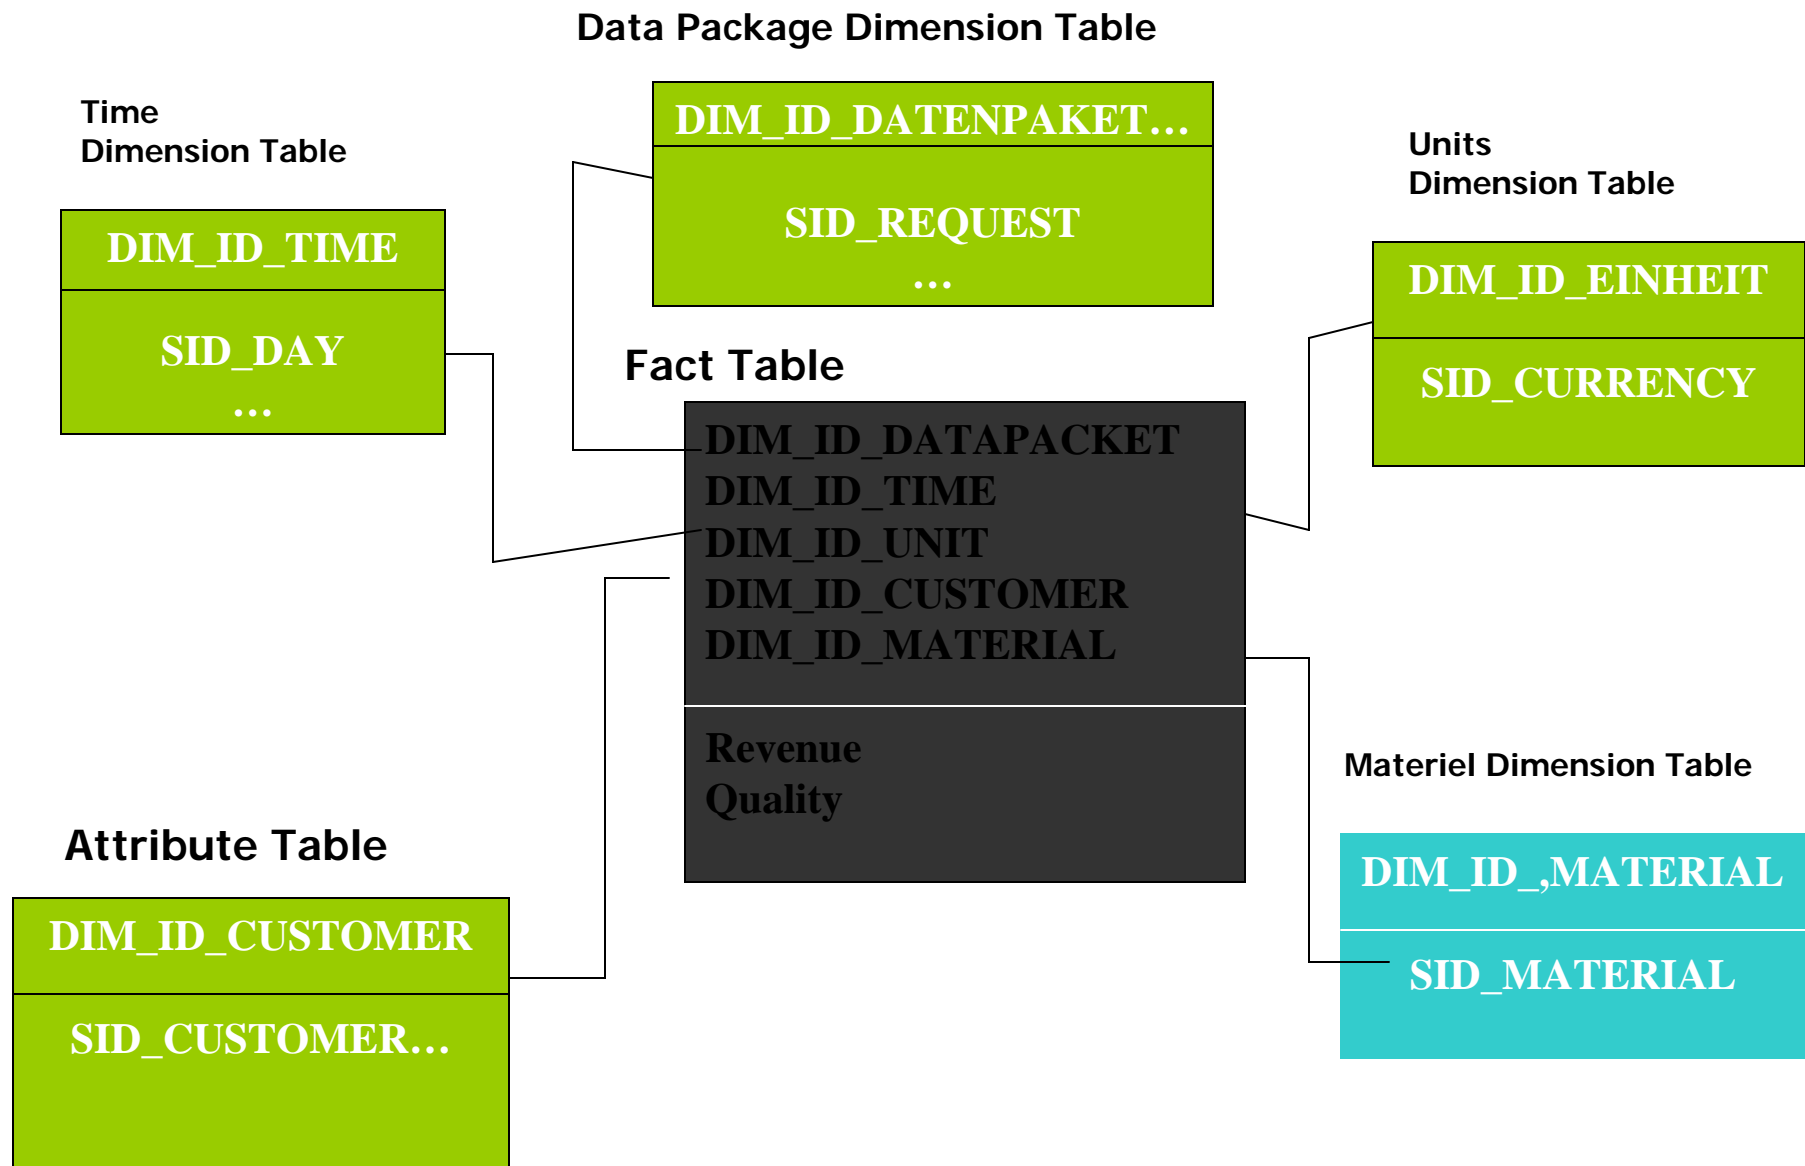 Data Package Dimension Table
Time
Dimension Table
DIM_ID_DATENPAKET…
SID_REQUEST
…
Units
Dimension Table
DIM_ID_TIME
SID_DAY
…
DIM_ID_EINHEIT
SID_CURRENCY
Fact Table
DIM_ID_DATAPACKET
DIM_ID_TIME
DIM_ID_UNIT
DIM_ID_CUSTOMER
DIM_ID_MATERIAL
Revenue
Quality
Materiel Dimension Table
DIM_ID_,MATERIAL
SID_MATERIAL
Attribute Table
DIM_ID_CUSTOMER
SID_CUSTOMER…